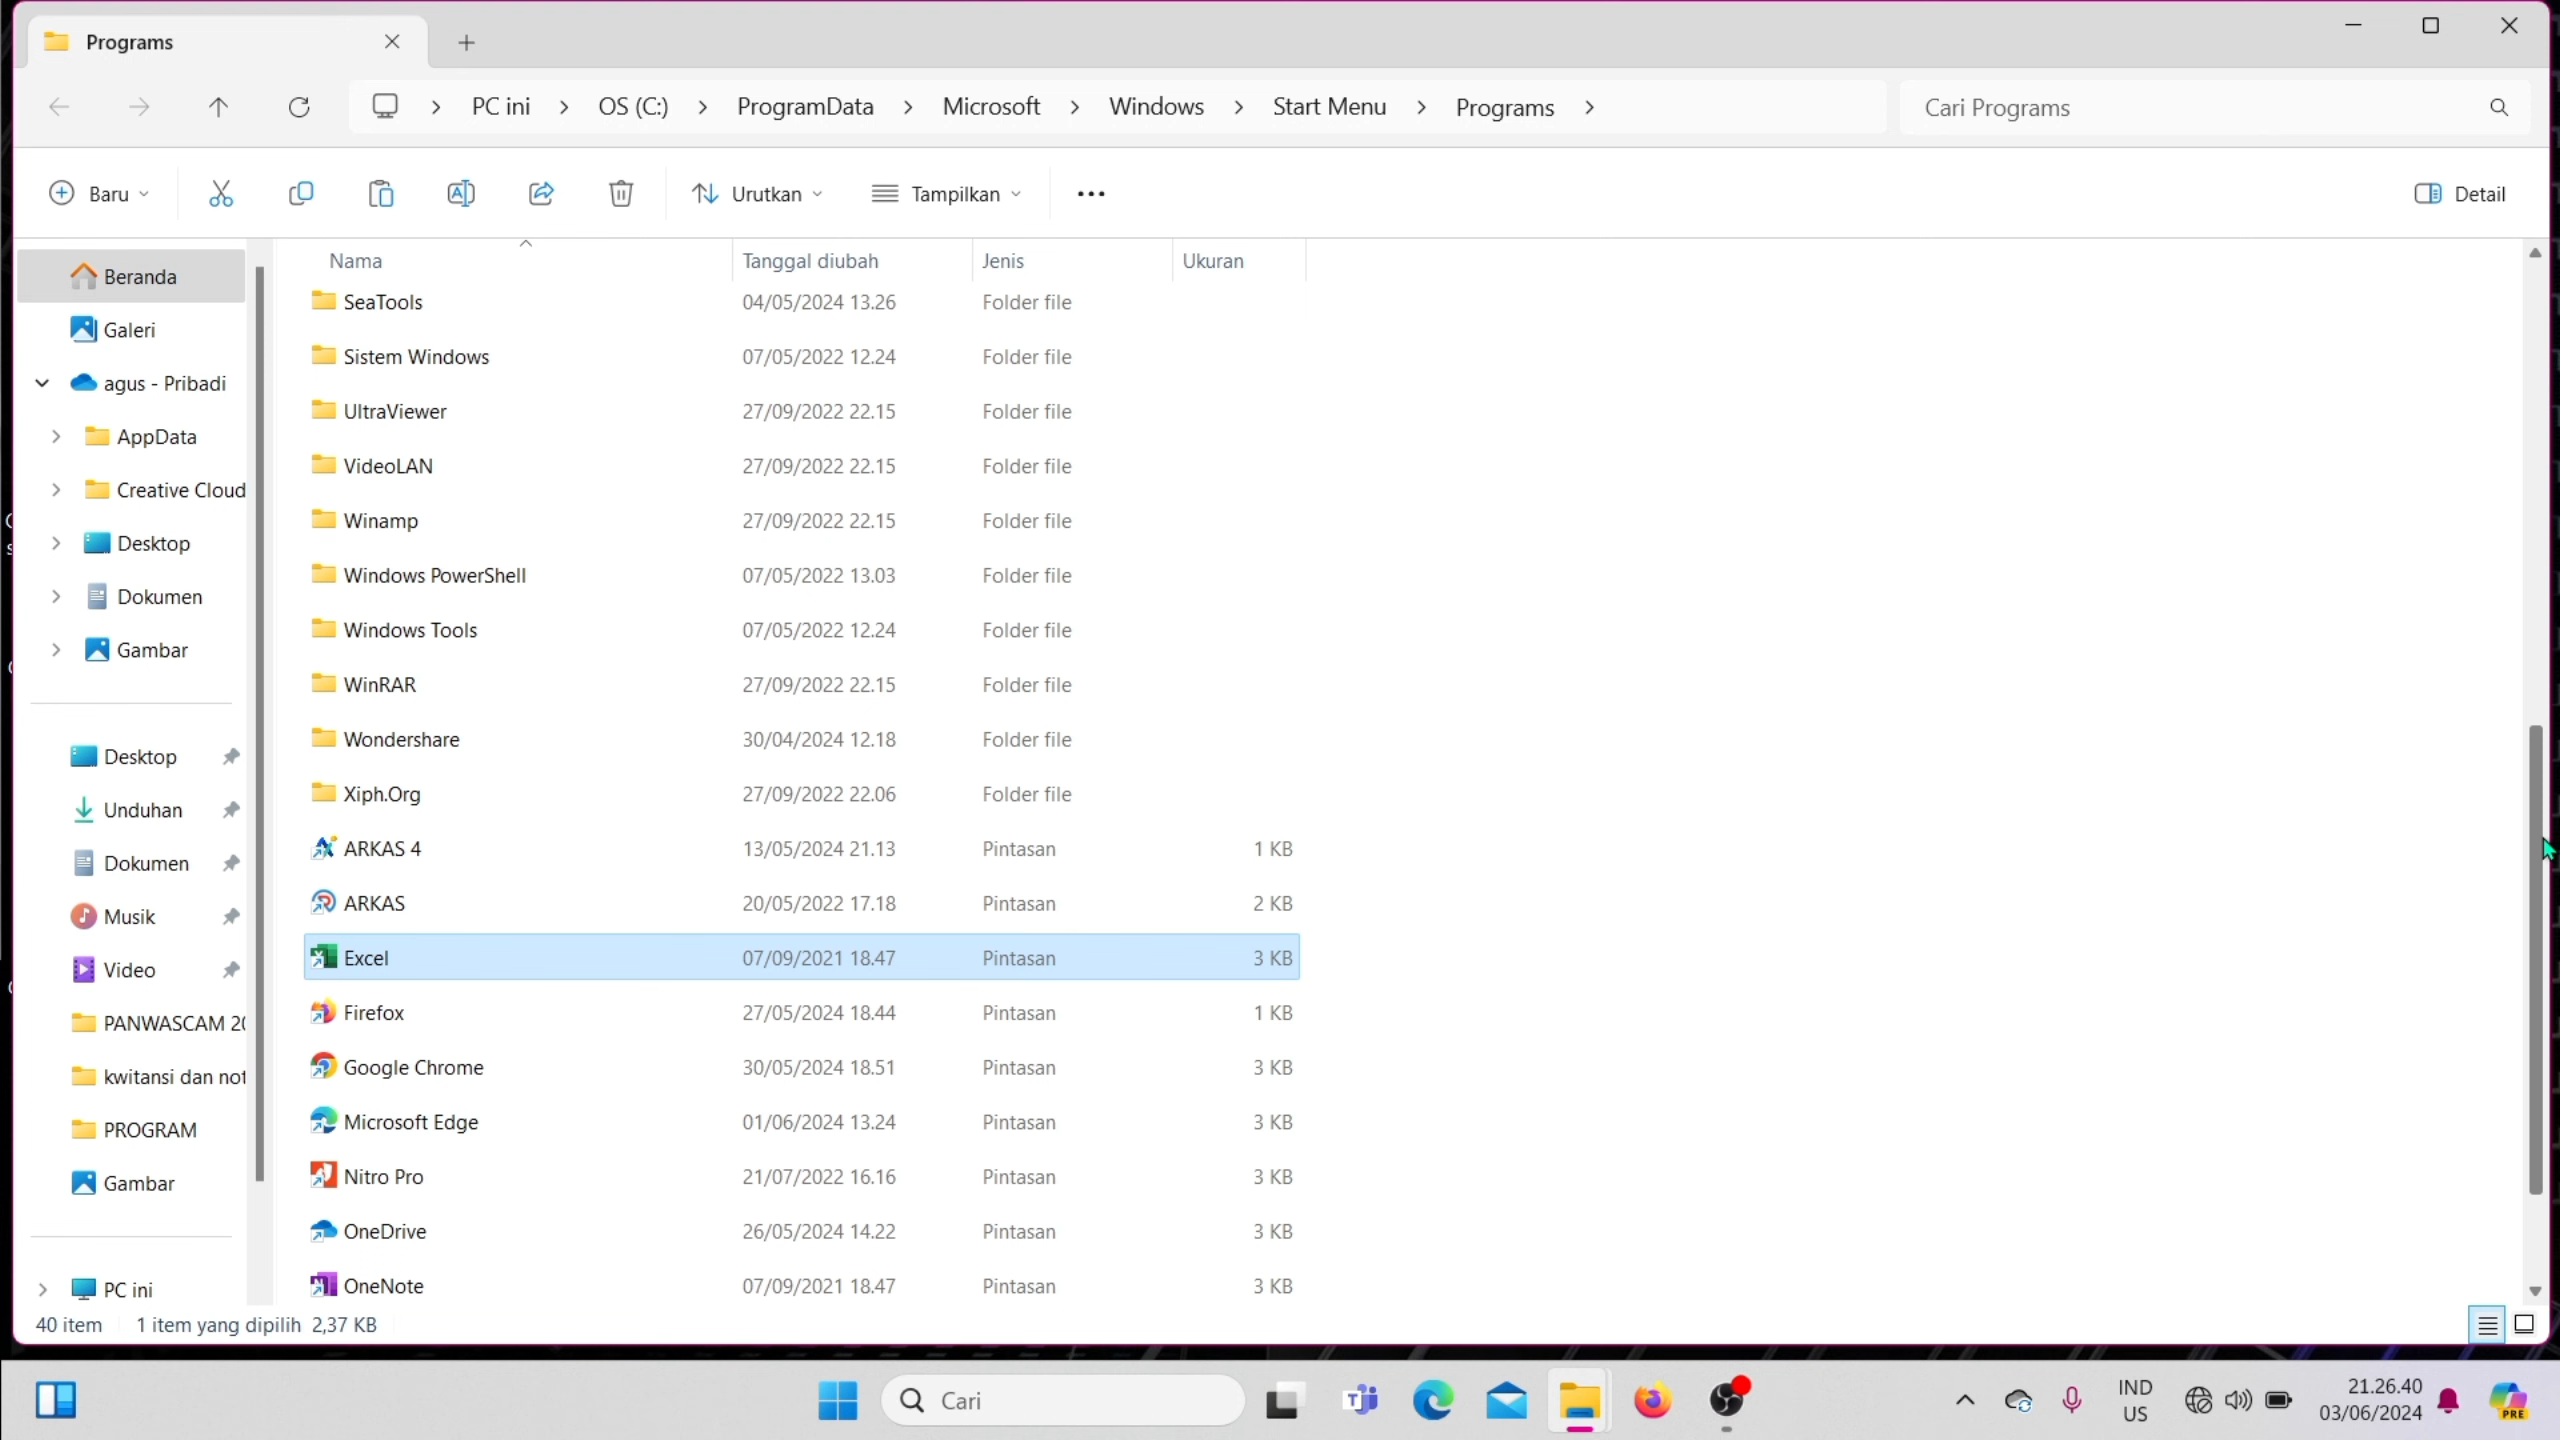 Programs
PC ini
OS (C:)
ProgramData
Microsoft
Windows
Start Menu
Programs
Cari Programs
Baru
Urutkan
Tampilkan
Detail
Beranda
Galeri
agus - Pribadi
AppData
Creative Cloud
Desktop
Dokumen
Gambar
Desktop
Unduhan
Dokumen
Musik
Video
PANWASCAM 20
kwitansi dan not
PROGRAM
Gambar
PC ini
Nama Tanggal diubah Jenis Ukuran
SeaTools 04/05/2024 13.26 Folder file
Sistem Windows 07/05/2022 12.24 Folder file
UltraViewer 27/09/2022 22.15 Folder file
VideoLAN 27/09/2022 22.15 Folder file
Winamp 27/09/2022 22.15 Folder file
Windows PowerShell 07/05/2022 13.03 Folder file
Windows Tools 07/05/2022 12.24 Folder file
WinRAR 27/09/2022 22.15 Folder file
Wondershare 30/04/2024 12.18 Folder file
Xiph.Org 27/09/2022 22.06 Folder file
ARKAS 4 13/05/2024 21.13 Pintasan 1 KB
ARKAS 20/05/2022 17.18 Pintasan 2 KB
Excel 07/09/2021 18.47 Pintasan 3 KB
Firefox 27/05/2024 18.44 Pintasan 1 KB
Google Chrome 30/05/2024 18.51 Pintasan 3 KB
Microsoft Edge 01/06/2024 13.24 Pintasan 3 KB
Nitro Pro 21/07/2022 16.16 Pintasan 3 KB
OneDrive 26/05/2024 14.22 Pintasan 3 KB
OneNote 07/09/2021 18.47 Pintasan 3 KB
40 item 1 item yang dipilih 2,37 KB
Cari
IND
US
21.26.40
03/06/2024
PRE